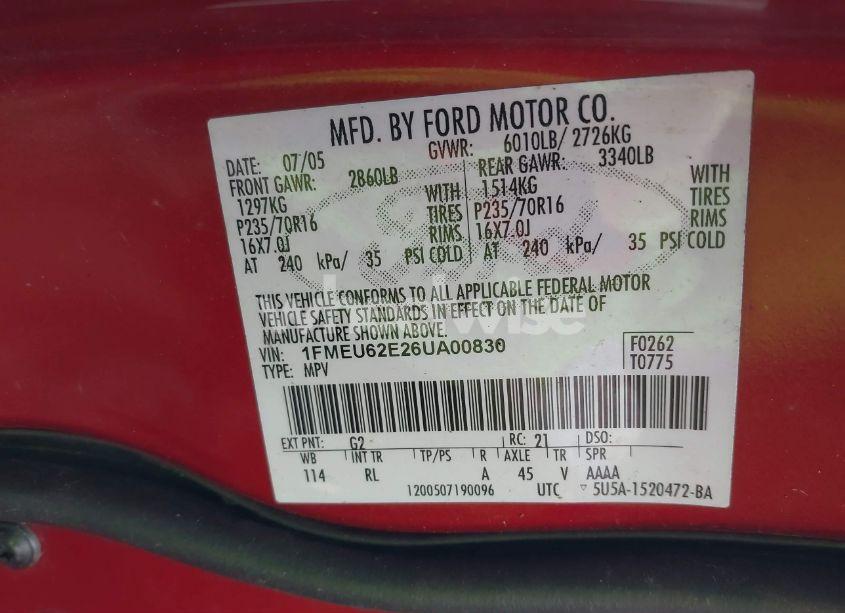 MFD. BY FORD MOTOR CO.
DATE: 07/05 GVWR: 6010LB/ 2726KG
FRONT GAWR: 2860LB REAR GAWR: 3340LB
1297KG WITH 1514KG WITH
P235/70R16 TIRES P235/70R16 TIRES
16X7.0J RIMS 16X7.0J RIMS
AT 240 kPa/ 35 PSI COLD AT 240 kPa/ 35 PSI COLD
THIS VEHICLE CONFORMS TO ALL APPLICABLE FEDERAL MOTOR
VEHICLE SAFETY STANDARDS IN EFFECT ON THE DATE OF
MANUFACTURE SHOWN ABOVE.
VIN: 1FMEU62E26UA00830 F0262
TYPE: MPV T0775
EXT PNT: G2 RC: 21 DSO:
WB INT TR TP/PS R AXLE TR SPR
114 RL A 45 V AAAA
1200507190096 UTC ▽ 5U5A-1520472-BA